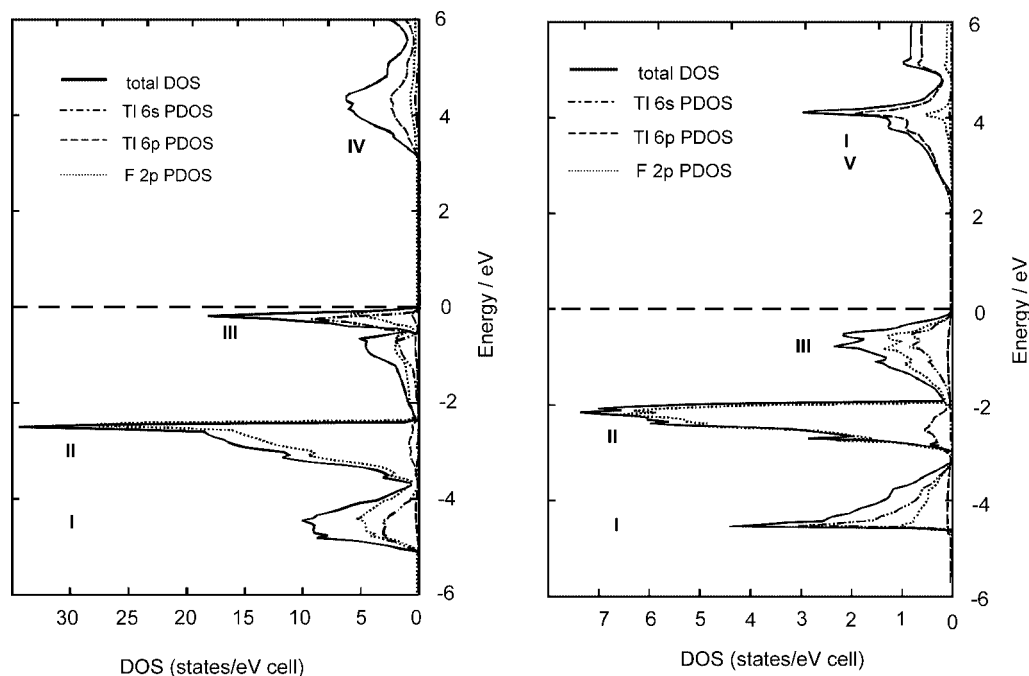 6
total DOS
Tl 6s PDOS
Tl 6p PDOS
F 2p PDOS
IV
4
2
0
III
-2
II
-4
I
-6
Energy / eV
30 25 20 15 10 5 0
DOS (states/eV cell)
6
total DOS
Tl 6s PDOS
Tl 6p PDOS
F 2p PDOS
I
V
4
2
0
III
-2
II
-4
I
-6
Energy / eV
7 6 5 4 3 2 1 0
DOS (states/eV cell)